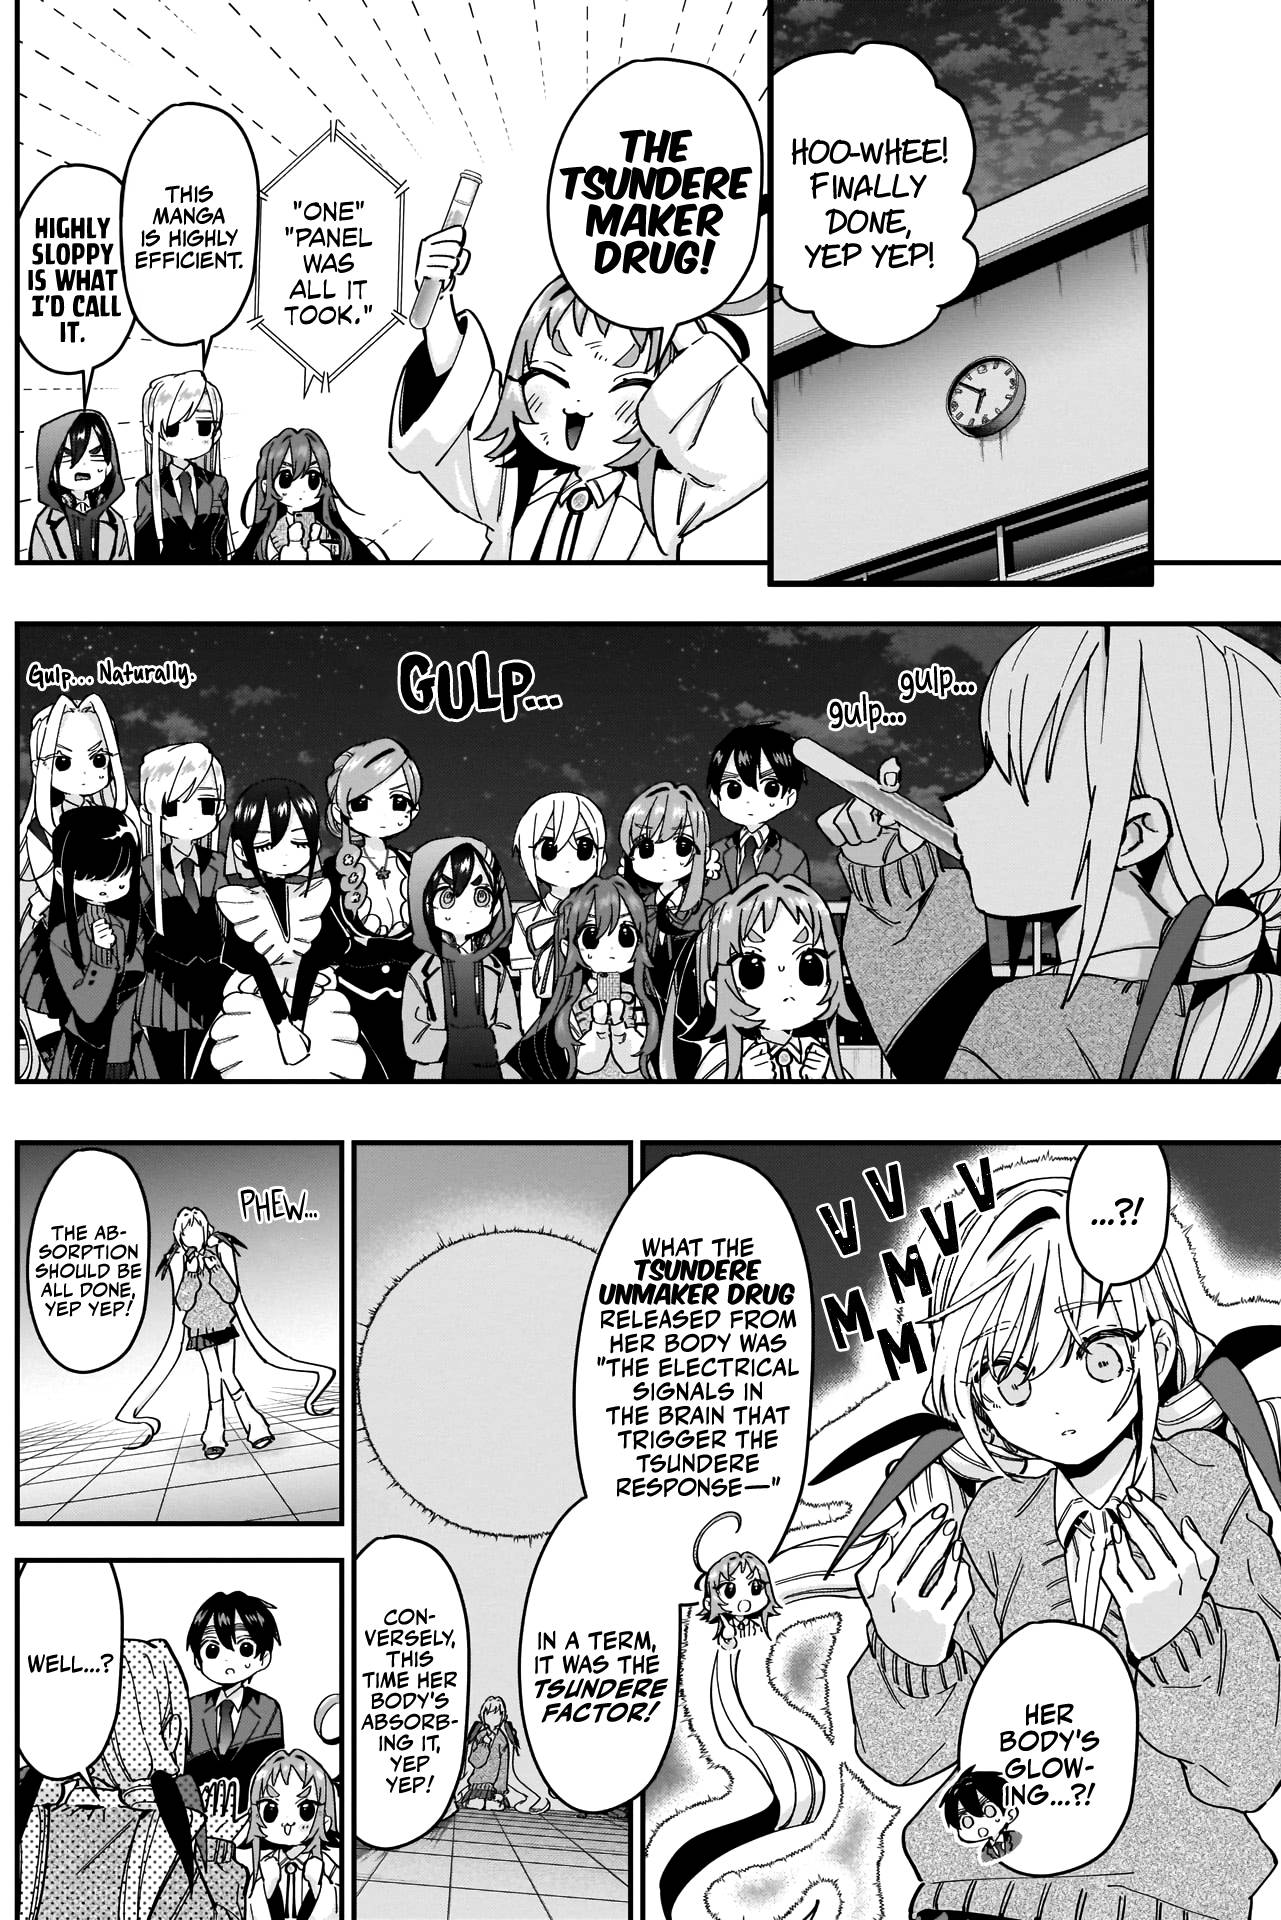 HOO-WHEE!
FINALLY
DONE,
YEP YEP!
THE
TSUNDERE
MAKER
DRUG!
"ONE"
"PANEL
WAS
ALL IT
TOOK."
THIS
MANGA
IS HIGHLY
EFFICIENT.
HIGHLY
SLOPPY
IS WHAT
I'D CALL
IT.
gulp...
gulp...
GULP...
Gulp... Naturally.
...?!
VMVMVMV
HER
BODY'S
GLOW-
ING...?!
WHAT THE
TSUNDERE
UNMAKER DRUG
RELEASED FROM
HER BODY WAS
"THE ELECTRICAL
SIGNALS IN
THE BRAIN THAT
TRIGGER THE
TSUNDERE
RESPONSE—"
IN A TERM,
IT WAS THE
TSUNDERE
FACTOR!
CON-
VERSELY,
THIS
TIME HER
BODY'S
ABSORB-
ING IT,
YEP
YEP!
PHEW...
THE AB-
SORPTION
SHOULD BE
ALL DONE,
YEP YEP!
WELL...?